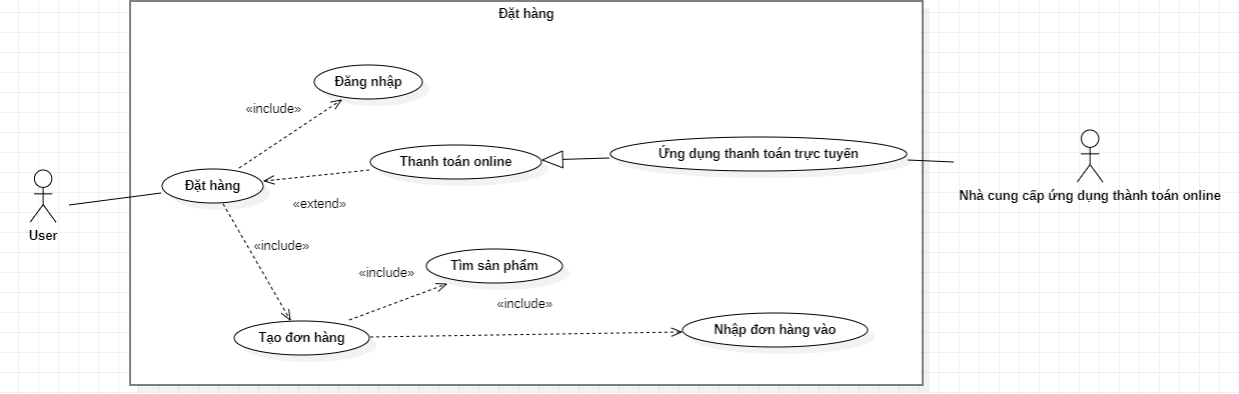 Đặt hàng
Đăng nhập
«include»
Thanh toán online
Ứng dụng thanh toán trực tuyến
Đặt hàng
«extend»
Nhà cung cấp ứng dụng thành toán online
User
«include»
Tìm sản phẩm
«include»
«include»
Tạo đơn hàng
Nhập đơn hàng vào